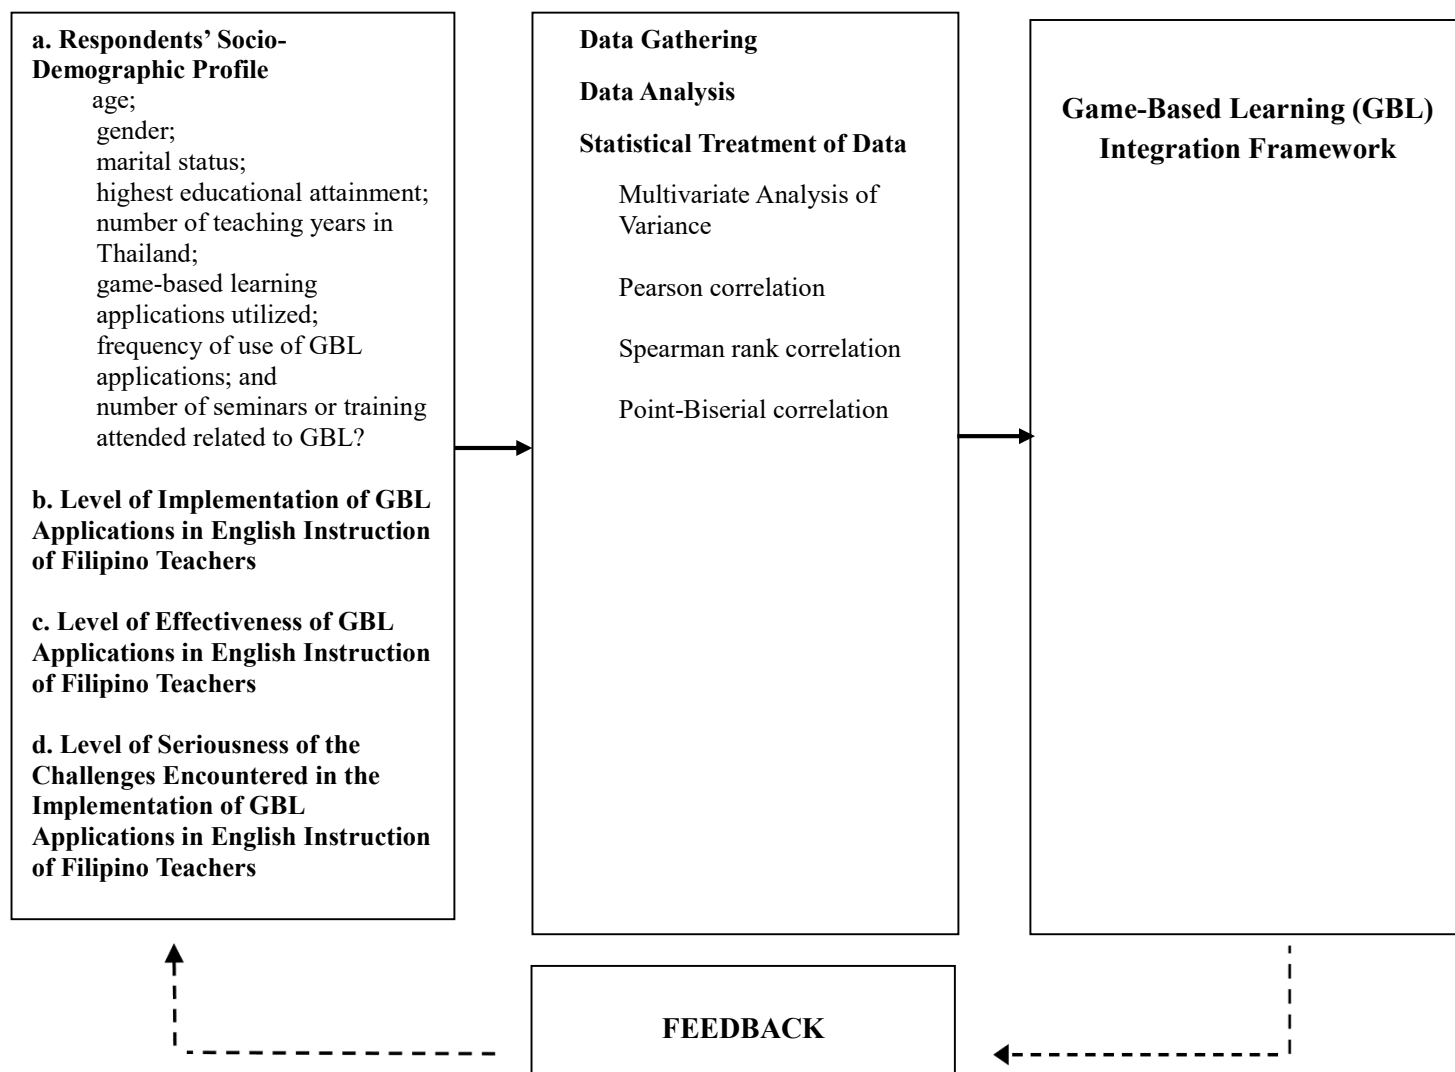 a. Respondents’ Socio-
Demographic Profile
age;
gender;
marital status;
highest educational attainment;
number of teaching years in
Thailand;
game-based learning
applications utilized;
frequency of use of GBL
applications; and
number of seminars or training
attended related to GBL?
b. Level of Implementation of GBL
Applications in English Instruction
of Filipino Teachers
c. Level of Effectiveness of GBL
Applications in English Instruction
of Filipino Teachers
d. Level of Seriousness of the
Challenges Encountered in the
Implementation of GBL
Applications in English Instruction
of Filipino Teachers
Data Gathering
Data Analysis
Statistical Treatment of Data
Multivariate Analysis of
Variance
Pearson correlation
Spearman rank correlation
Point-Biserial correlation
Game-Based Learning (GBL)
Integration Framework
FEEDBACK